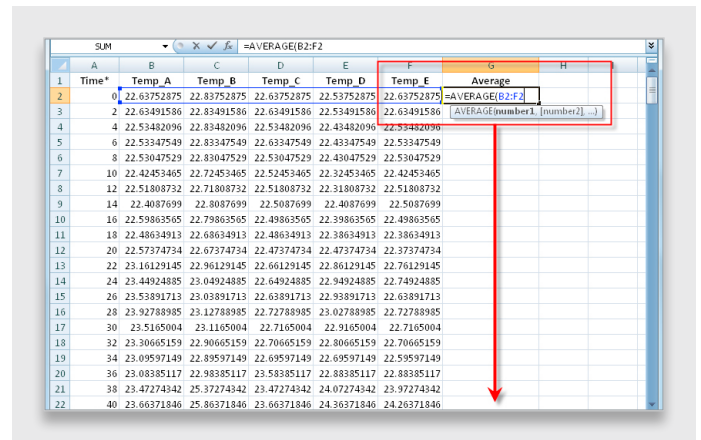 SUM =AVERAGE(B2:F2
A B C D E F G H I
1 Time* Temp_A Temp_B Temp_C Temp_D Temp_E Average
2 0 22.63752875 22.83752875 22.63752875 22.53752875 22.63752875 =AVERAGE(B2:F2
3 2 22.63491586 22.83491586 22.63491586 22.53491586 22.63491586 AVERAGE(number1, [number2], ...)
4 4 22.53482096 22.83482096 22.53482096 22.43482096 22.53482096
5 6 22.53347549 22.83347549 22.63347549 22.43347549 22.53347549
6 8 22.53047529 22.83047529 22.53047529 22.43047529 22.53047529
7 10 22.42453465 22.72453465 22.52453465 22.32453465 22.42453465
8 12 22.51808732 22.71808732 22.51808732 22.31808732 22.51808732
9 14 22.4087699 22.8087699 22.5087699 22.4087699 22.5087699
10 16 22.59863565 22.79863565 22.49863565 22.39863565 22.49863565
11 18 22.48634913 22.68634913 22.48634913 22.38634913 22.38634913
12 20 22.57374734 22.67374734 22.47374734 22.47374734 22.37374734
13 22 23.16129145 22.96129145 22.66129145 22.86129145 22.76129145
14 24 23.44924885 23.04924885 22.64924885 22.94924885 22.74924885
15 26 23.53891713 23.03891713 22.63891713 22.93891713 22.63891713
16 28 23.92788985 23.12788985 22.72788985 23.02788985 22.72788985
17 30 23.5165004 23.1165004 22.7165004 22.9165004 22.7165004
18 32 23.30665159 22.90665159 22.70665159 22.80665159 22.70665159
19 34 23.09597149 22.89597149 22.69597149 22.69597149 22.59597149
20 36 23.08385117 22.98385117 23.58385117 22.88385117 22.88385117
21 38 23.47274342 25.37274342 23.47274342 24.07274342 23.97274342
22 40 23.66371846 25.86371846 23.66371846 24.36371846 24.26371846